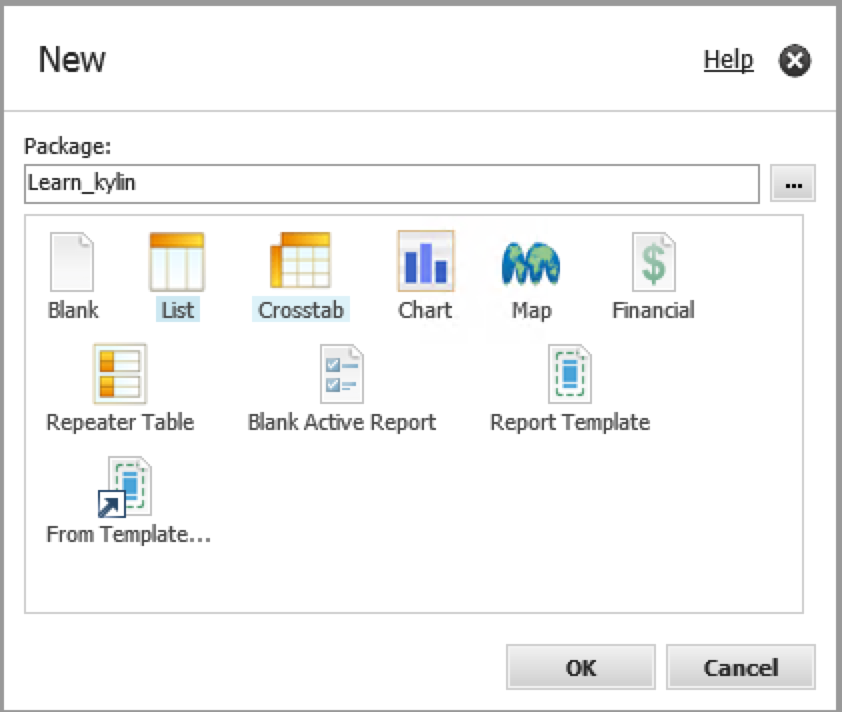 New
Help
Package:
Learn_kylin
...
Blank
List
Crosstab
Chart
Map
Financial
Repeater Table
Blank Active Report
Report Template
From Template...
OK
Cancel